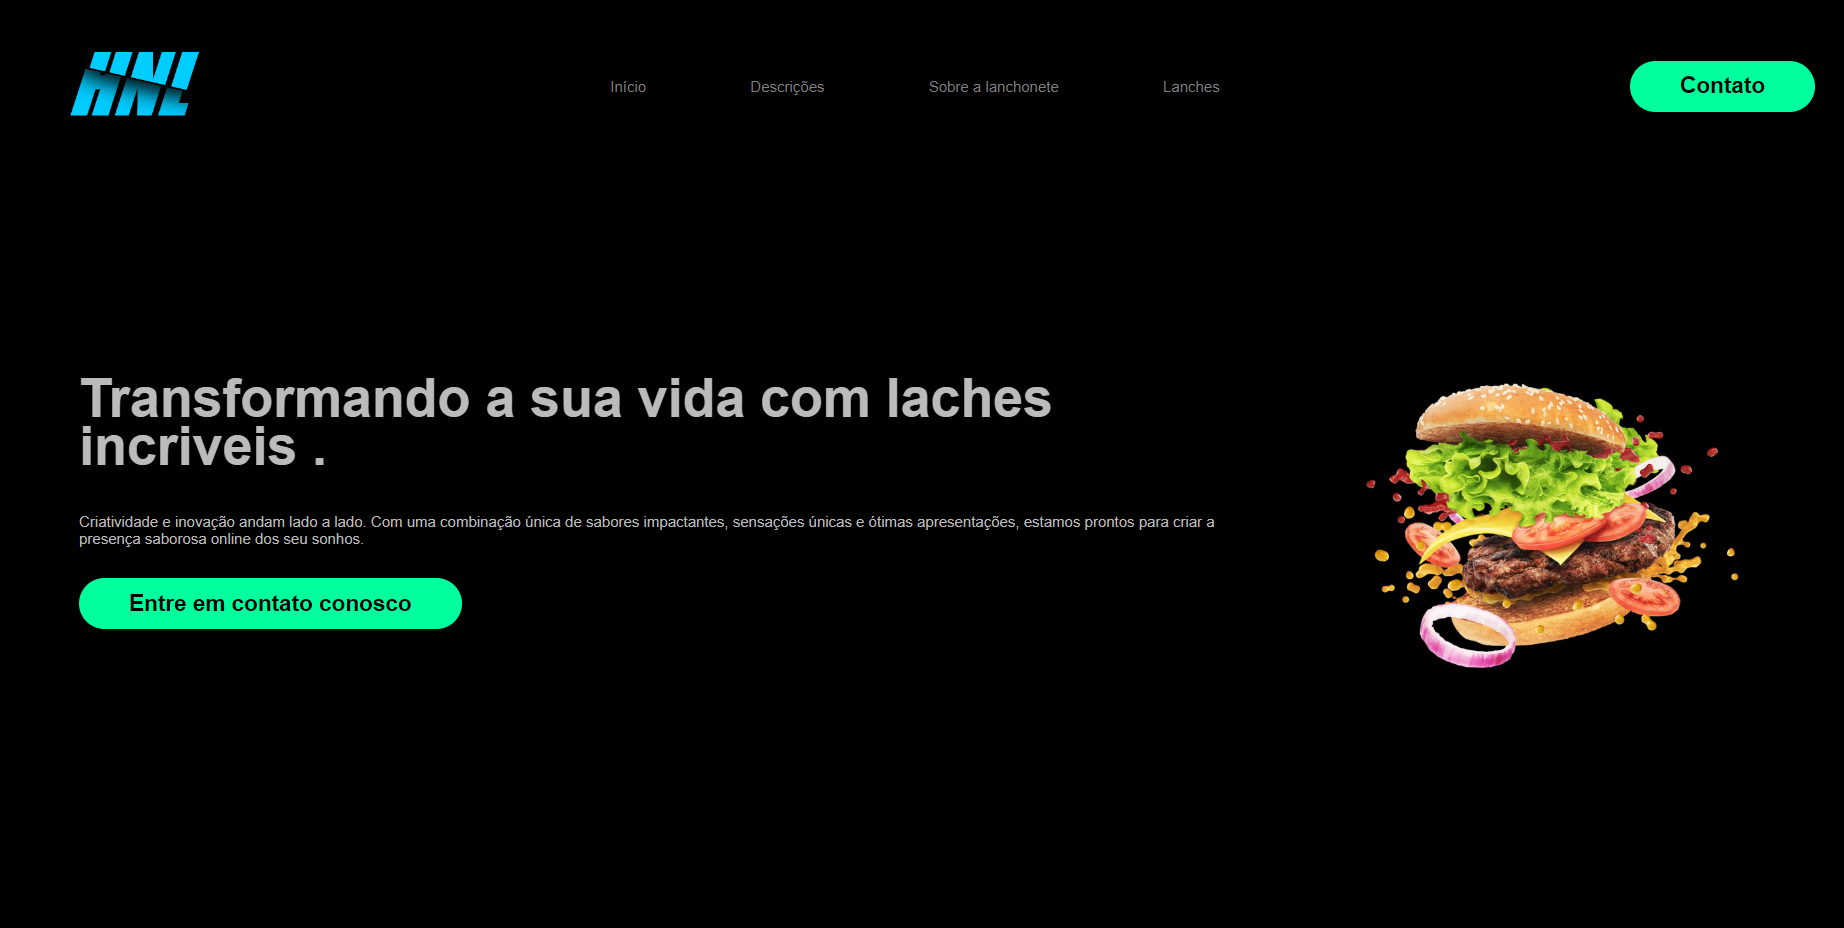 HNL
Início
Descrições
Sobre a lanchonete
Lanches
Contato
Transformando a sua vida com laches
incriveis .
Criatividade e inovação andam lado a lado. Com uma combinação única de sabores impactantes, sensações únicas e ótimas apresentações, estamos prontos para criar a
presença saborosa online dos seu sonhos.
Entre em contato conosco